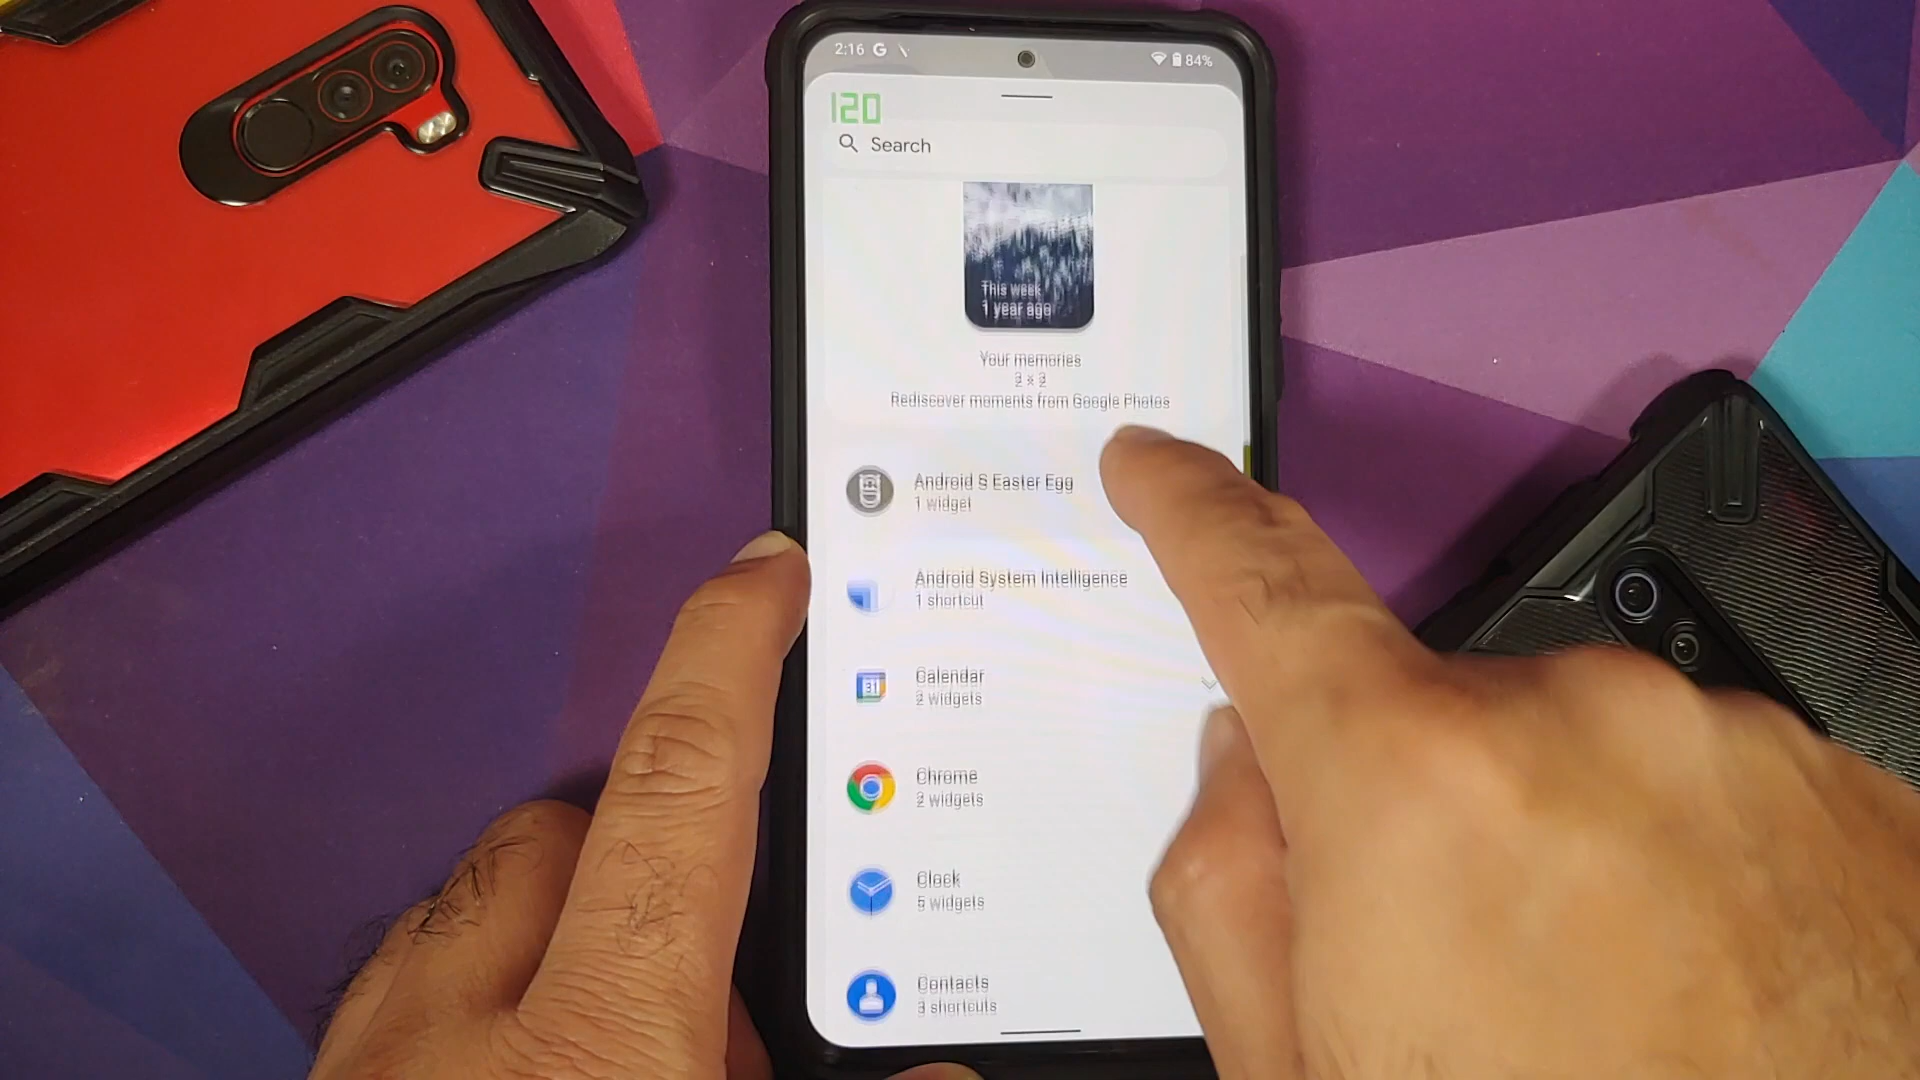 2:16 G 84%
120
Search
This week
1 year ago
Your memories
Rediscover moments from Google Photos
Android S Easter Egg
1 widget
Android System Intelligence
1 shortcut
Calendar
31
2 widgets
Chrome
2 widgets
Clock
5 widgets
Contacts
3 shortcuts